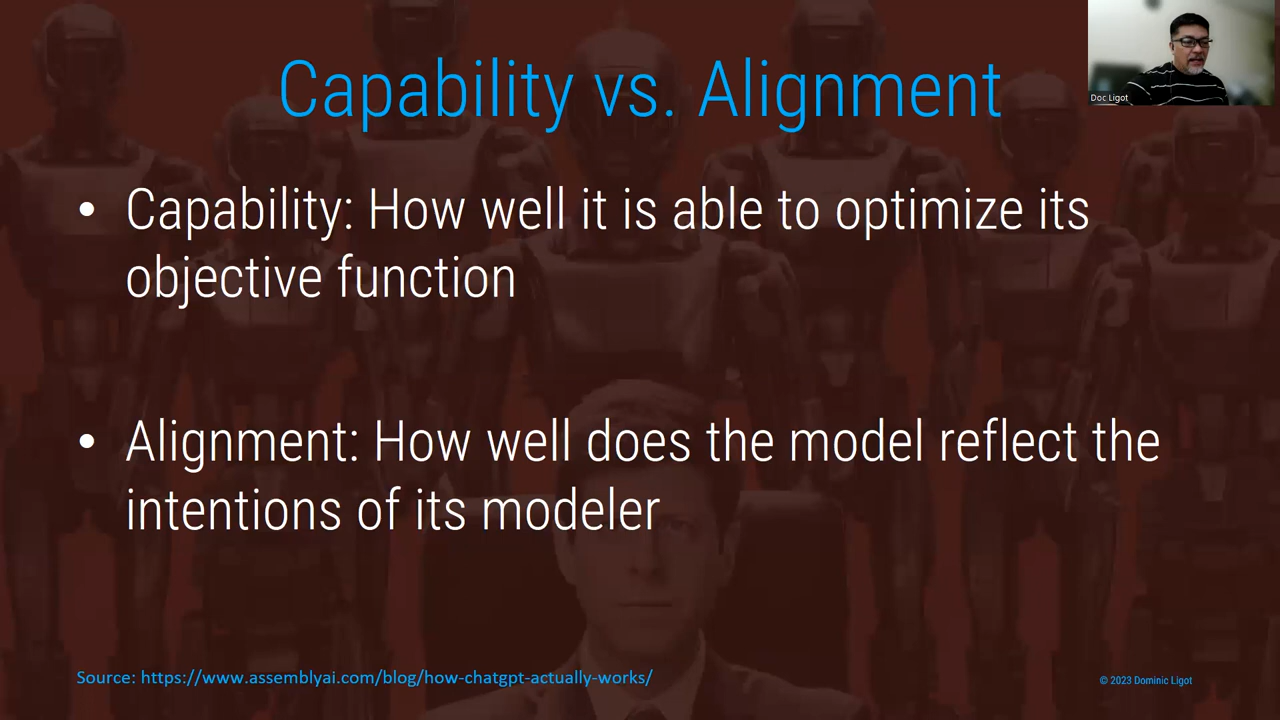 Capability vs. Alignment
Doc Ligot
• Capability: How well it is able to optimize its
objective function
• Alignment: How well does the model reflect the
intentions of its modeler
Source: https://www.assemblyai.com/blog/how-chatgpt-actually-works/
© 2023 Dominic Ligot